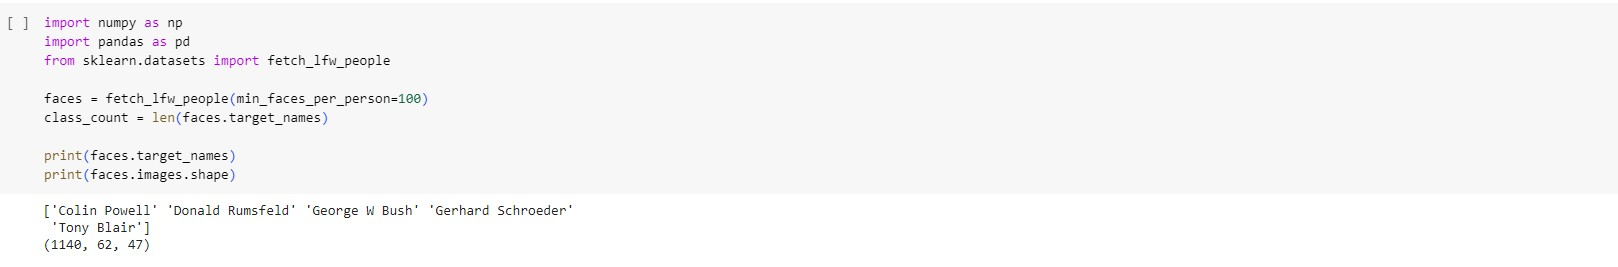 [ ] import numpy as np
import pandas as pd
from sklearn.datasets import fetch_lfw_people
faces = fetch_lfw_people(min_faces_per_person=100)
class_count = len(faces.target_names)
print(faces.target_names)
print(faces.images.shape)
['Colin Powell' 'Donald Rumsfeld' 'George W Bush' 'Gerhard Schroeder'
'Tony Blair']
(1140, 62, 47)